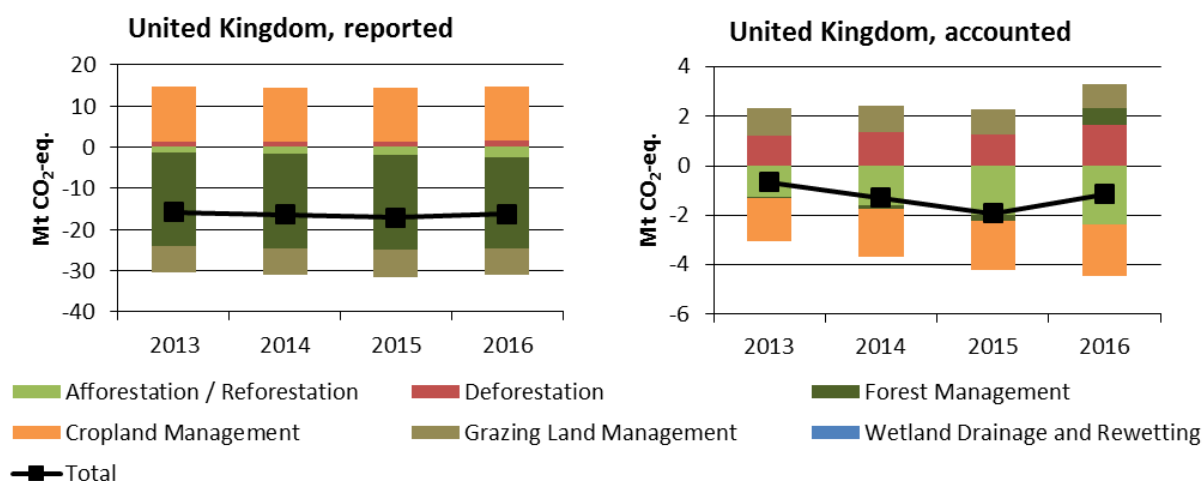 United Kingdom, reported
Mt CO₂-eq.
20
10
0
-10
-20
-30
-40
2013 2014 2015 2016
United Kingdom, accounted
Mt CO₂-eq.
4
2
0
-2
-4
-6
2013 2014 2015 2016
Afforestation / Reforestation Deforestation Forest Management
Cropland Management Grazing Land Management Wetland Drainage and Rewetting
Total